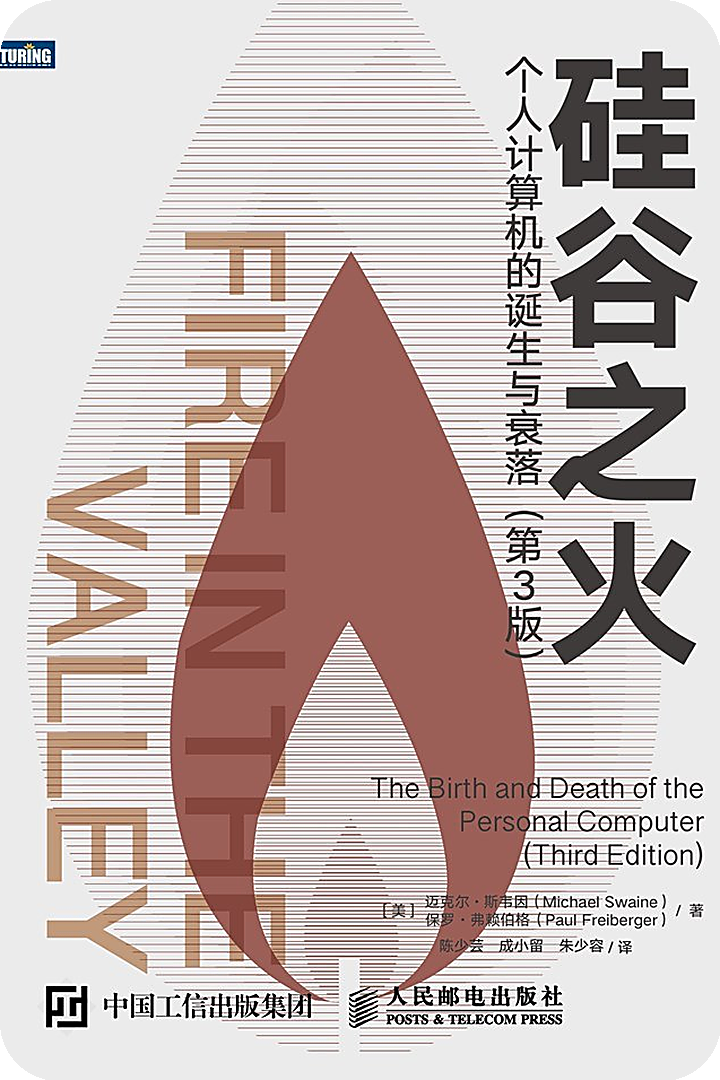 TURING
硅谷之火
个人计算机的诞生与衰落（第3版）
FIRE IN THE
VALLEY
The Birth and Death of the
Personal Computer
(Third Edition)
[美] 迈克尔·斯韦因（Michael Swaine）
保罗·弗赖伯格（Paul Freiberger） / 著
陈少芸 成小留 朱少容 / 译
中国工信出版集团
人民邮电出版社
POSTS & TELECOM PRESS